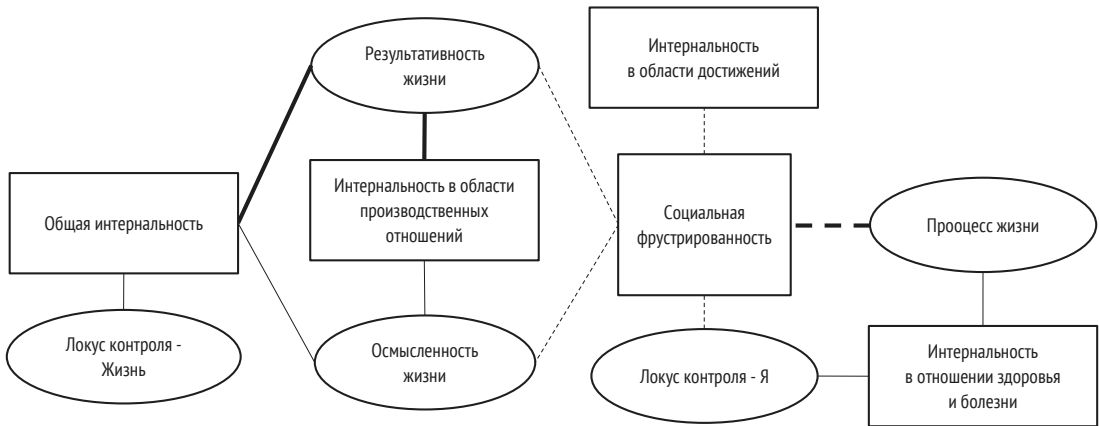 Результативность
жизни
Интернальность
в области достижений
Общая интернальность
Интернальность в области
производственных
отношений
Социальная
фрустрированность
Прооцесс жизни
Локус контроля -
Жизнь
Осмысленность
жизни
Локус контроля - Я
Интернальность
в отношении здоровья
и болезни